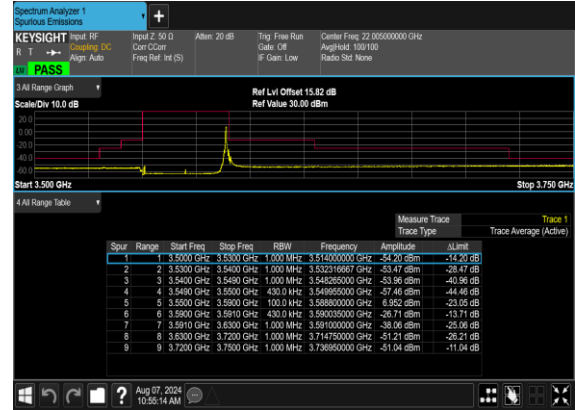 Spectrum Analyzer 1
Spurious Emissions
KEYSIGHT Input: RF Input Z: 50 Ω Atten: 20 dB Trig: Free Run Center Freq: 22.005000000 GHz
R T Coupling: DC Corr CCorr Gate: Off Avg|Hold: 100/100
Align: Auto Freq Ref: Int (S) IF Gain: Low Radio Std: None
PASS
3 All Range Graph Ref Lvl Offset 15.82 dB
Scale/Div 10.0 dB Ref Value 30.00 dBm
20.0
0.00
-20.0
-40.0
-60.0
Start 3.500 GHz Stop 3.750 GHz
4 All Range Table
Measure Trace Trace 1
Trace Type Trace Average (Active)
Spur Range Start Freq Stop Freq RBW Frequency Amplitude ΔLimit
1 1 3.5000 GHz 3.5300 GHz 1.000 MHz 3.514000000 GHz -54.20 dBm -14.20 dB
2 2 3.5300 GHz 3.5400 GHz 1.000 MHz 3.532316667 GHz -53.47 dBm -28.47 dB
3 3 3.5400 GHz 3.5490 GHz 1.000 MHz 3.548265000 GHz -53.96 dBm -40.96 dB
4 4 3.5490 GHz 3.5500 GHz 430.0 kHz 3.549955000 GHz -57.46 dBm -44.46 dB
5 5 3.5500 GHz 3.5900 GHz 100.0 kHz 3.588800000 GHz 6.952 dBm -23.05 dB
6 6 3.5900 GHz 3.5910 GHz 430.0 kHz 3.590035000 GHz -26.71 dBm -13.71 dB
7 7 3.5910 GHz 3.6300 GHz 1.000 MHz 3.591000000 GHz -38.06 dBm -25.06 dB
8 8 3.6300 GHz 3.7200 GHz 1.000 MHz 3.714750000 GHz -51.21 dBm -26.21 dB
9 9 3.7200 GHz 3.7500 GHz 1.000 MHz 3.736950000 GHz -51.04 dBm -11.04 dB
? Aug 07, 2024
10:55:14 AM